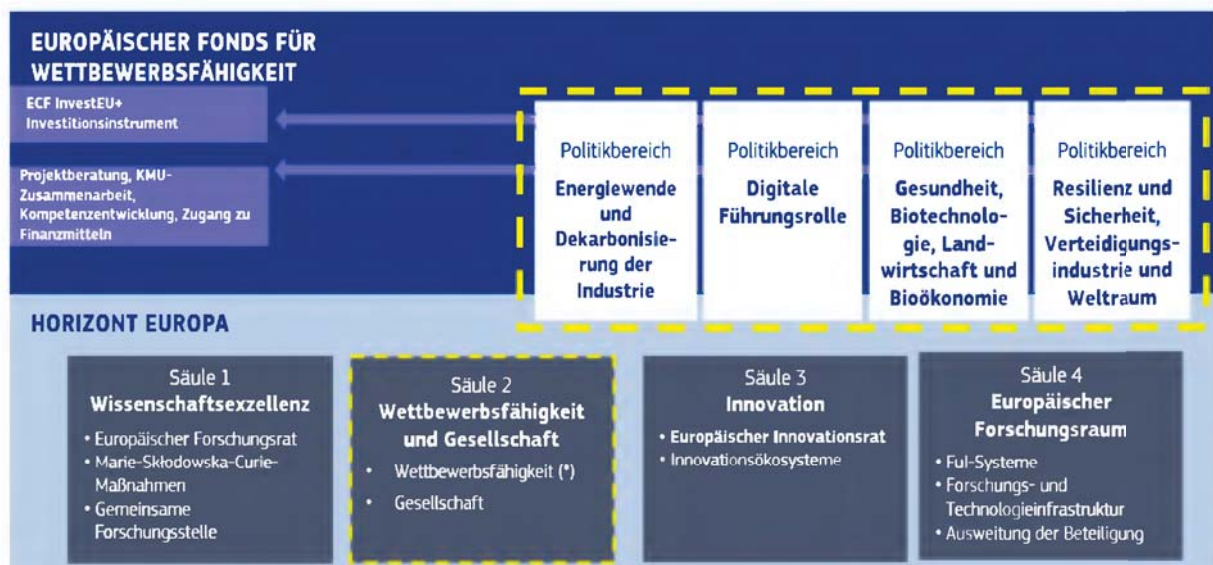 EUROPÄISCHER FONDS FÜR
WETTBEWERBSFÄHIGKEIT
ECF InvestEU+
Investitionsinstrument
Projektberatung, KMU-
Zusammenarbeit,
Kompetenzentwicklung, Zugang zu
Finanzmitteln
Politikbereich
Energlewende
und
Dekarbonisie-
rung der
Industrie
Politikbereich
Digitale
Führungsrolle
Politikbereich
Gesundheit,
Biotechnolo-
gie, Land-
wirtschaft und
Bioökonomie
Politikbereich
Resilienz und
Sicherheit,
Verteidigungs-
industrie und
Weltraum
HORIZONT EUROPA
Säule 1
Wissenschaftsexzellenz
• Europäischer Forschungsrat
• Marie-Skłodowska-Curie-
Maßnahmen
• Gemeinsame
Forschungsstelle
Säule 2
Wettbewerbsfähigkeit
und Gesellschaft
• Wettbewerbsfähigkeit (*)
• Gesellschaft
Säule 3
Innovation
• Europäischer Innovationsrat
• Innovationsökosysteme
Säule 4
Europäischer
Forschungsraum
• FuI-Systeme
• Forschungs- und
Technologieinfrastruktur
• Ausweitung der Beteiligung